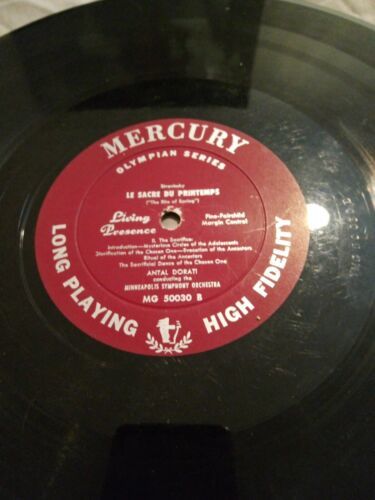 MERCURY
OLYMPIAN SERIES
Stravinsky
LE SACRE DU PRINTEMPS
("The Rite of Spring")
Living Presence
Fine-Fairchild
Margin Control
II. The Sacrifice:
Introduction—Mysterious Circles of the Adolescents
Glorification of the Chosen One—Evocation of the Ancestors
Ritual of the Ancestors
The Sacrificial Dance of the Chosen One
ANTAL DORATI
conducting the
MINNEAPOLIS SYMPHONY ORCHESTRA
MG 50030 B
LONG PLAYING
HIGH FIDELITY